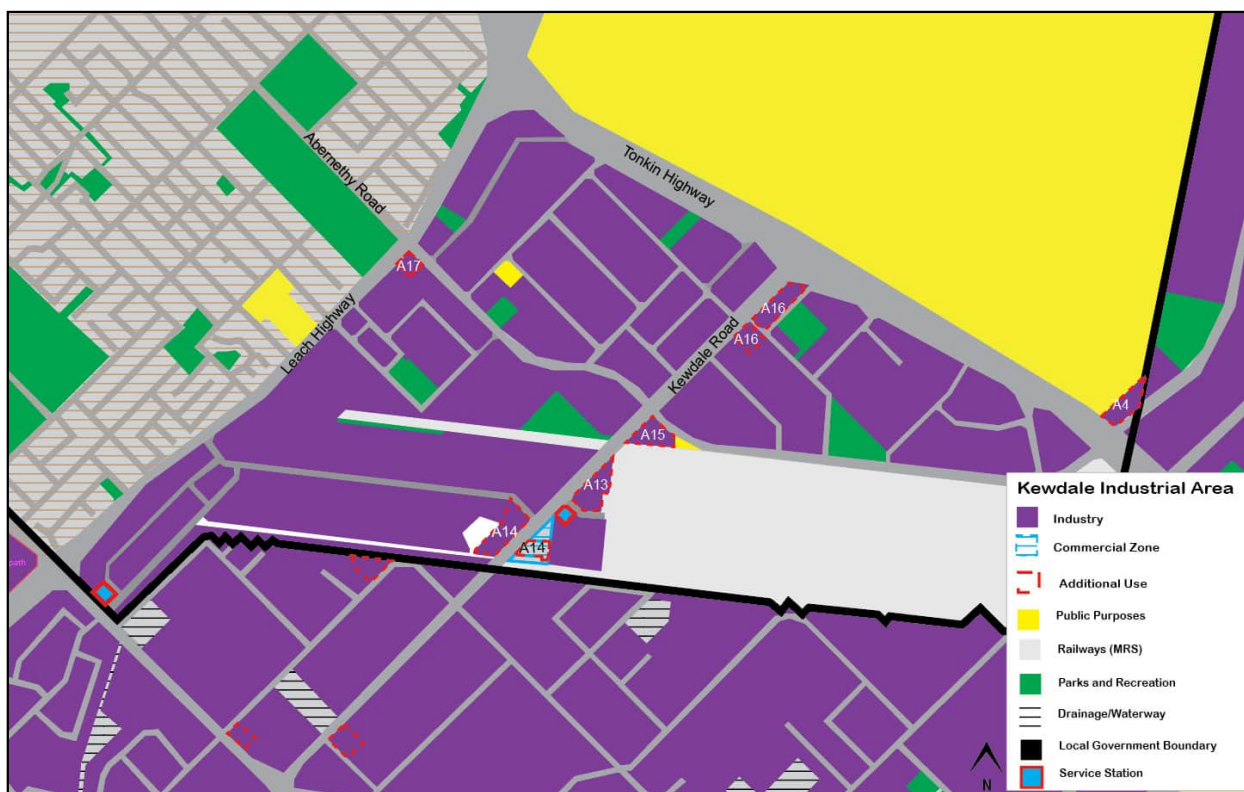 Abernethy Road
Tonkin Highway
A17
Leach Highway
A16
A16
Kewdale Road
A4
A15
A13
A14
A14
path
Kewdale Industrial Area
Industry
Commercial Zone
Additional Use
Public Purposes
Railways (MRS)
Parks and Recreation
Drainage/Waterway
Local Government Boundary
Service Station
N